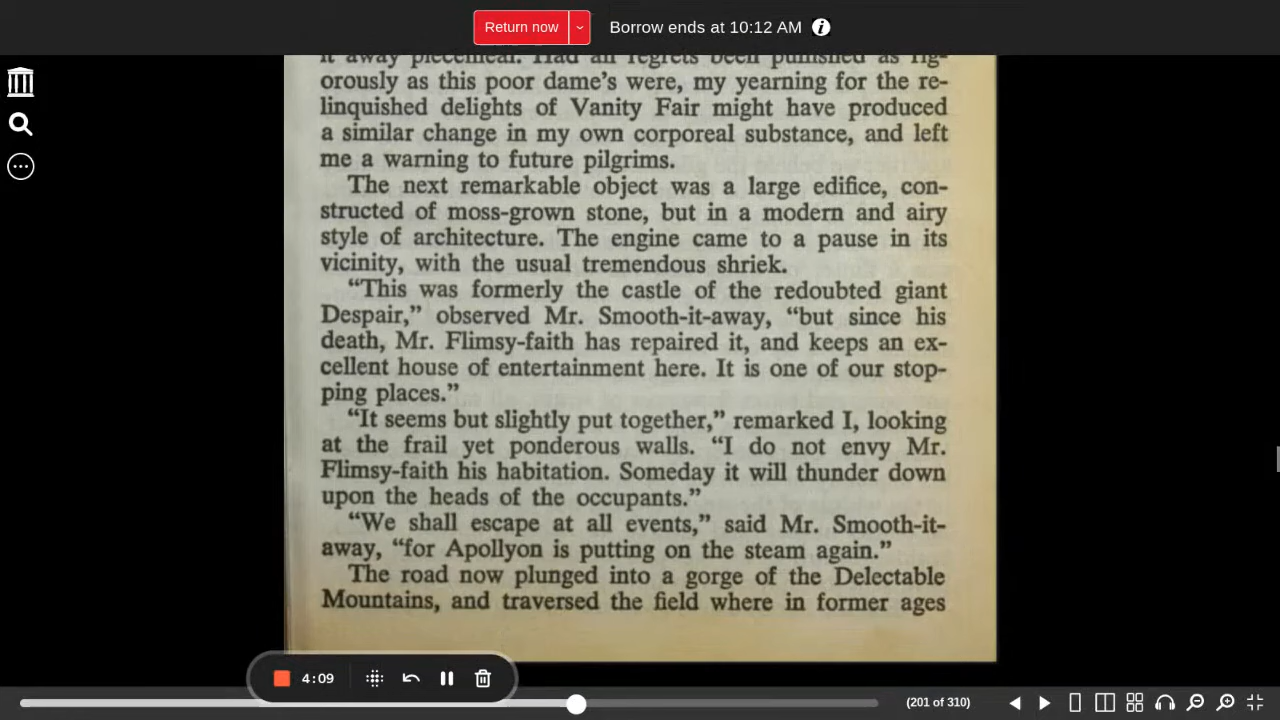 Return now
Borrow ends at 10:12 AM
it away piecemeal. Had all regrets been punished as rig-
orously as this poor dame's were, my yearning for the re-
linquished delights of Vanity Fair might have produced
a similar change in my own corporeal substance, and left
me a warning to future pilgrims.
The next remarkable object was a large edifice, con-
structed of moss-grown stone, but in a modern and airy
style of architecture. The engine came to a pause in its
vicinity, with the usual tremendous shriek.
“This was formerly the castle of the redoubted giant
Despair,” observed Mr. Smooth-it-away, “but since his
death, Mr. Flimsy-faith has repaired it, and keeps an ex-
cellent house of entertainment here. It is one of our stop-
ping places.”
“It seems but slightly put together,” remarked I, looking
at the frail yet ponderous walls. “I do not envy Mr.
Flimsy-faith his habitation. Someday it will thunder down
upon the heads of the occupants.”
“We shall escape at all events,” said Mr. Smooth-it-
away, “for Apollyon is putting on the steam again.”
The road now plunged into a gorge of the Delectable
Mountains, and traversed the field where in former ages
4:09
(201 of 310)